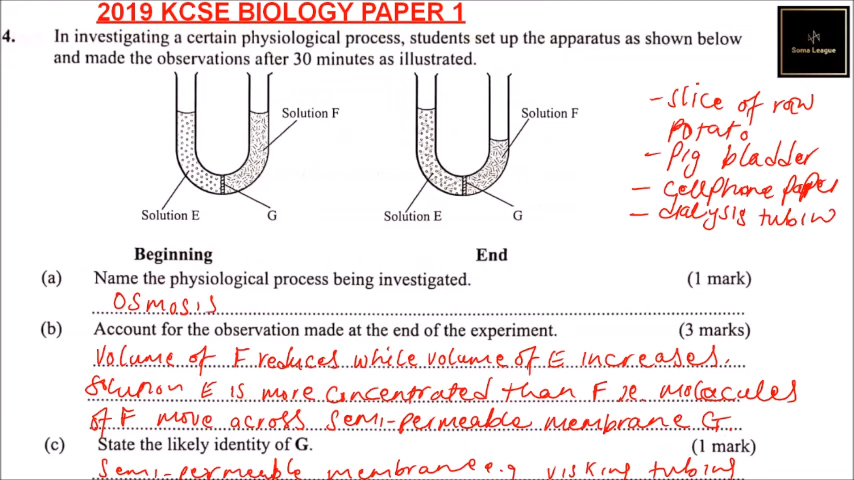 2019 KCSE BIOLOGY PAPER 1
4. In investigating a certain physiological process, students set up the apparatus as shown below
and made the observations after 30 minutes as illustrated.
Soma League
Solution F
Solution E
G
Beginning
Solution F
Solution E
G
End
- slice of raw
potato
- Pig bladder
- cellphone paper
- dialysis tubin
(a) Name the physiological process being investigated. (1 mark)
Osmosis
(b) Account for the observation made at the end of the experiment. (3 marks)
Volume of F reduces while volume of E increases.
Solution E is more concentrated than F ie molecules
of F move across semi-permeable membrane G
(c) State the likely identity of G. (1 mark)
Semi-permeable membrane e.g visking tubing